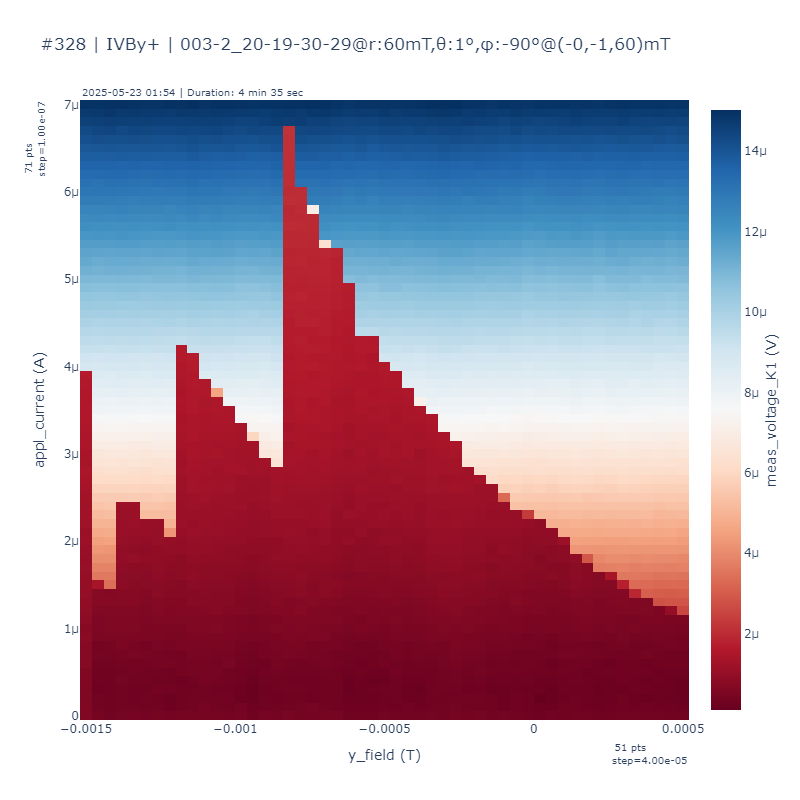 #328 | IVBy+ | 003-2_20-19-30-29@r:60mT,θ:1°,φ:-90°@(-0,-1,60)mT
2025-05-23 01:54 | Duration: 4 min 35 sec
71 pts
step=1.00e-07
7μ
6μ
5μ
4μ
3μ
2μ
1μ
0
appl_current (A)
−0.0015
−0.001
−0.0005
0
0.0005
y_field (T)
51 pts
step=4.00e-05
14μ
12μ
10μ
8μ
6μ
4μ
2μ
meas_voltage_K1 (V)